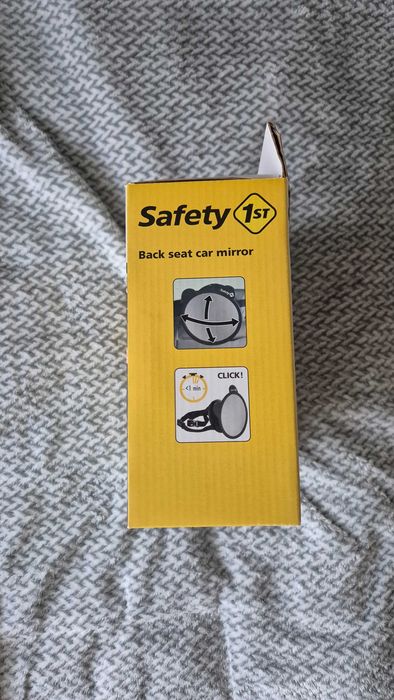 Safety 1ST
Back seat car mirror
CLICK!
<1 min